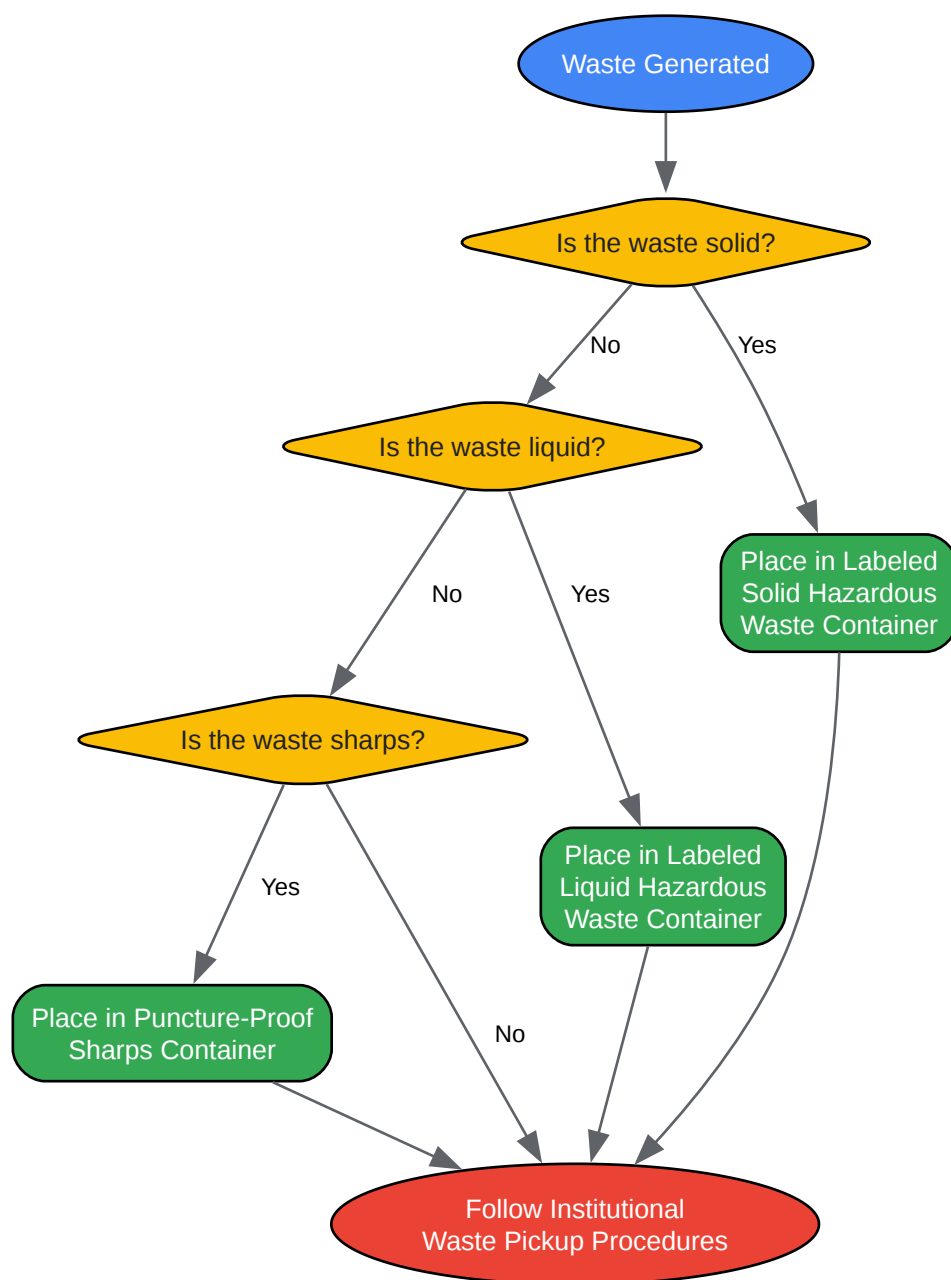 Waste Generated
Is the waste solid?
No
Yes
Is the waste liquid?
No
Yes
Place in Labeled
Solid Hazardous
Waste Container
Is the waste sharps?
Yes
Place in Labeled
Liquid Hazardous
Waste Container
Place in Puncture-Proof
Sharps Container
No
Follow Institutional
Waste Pickup Procedures